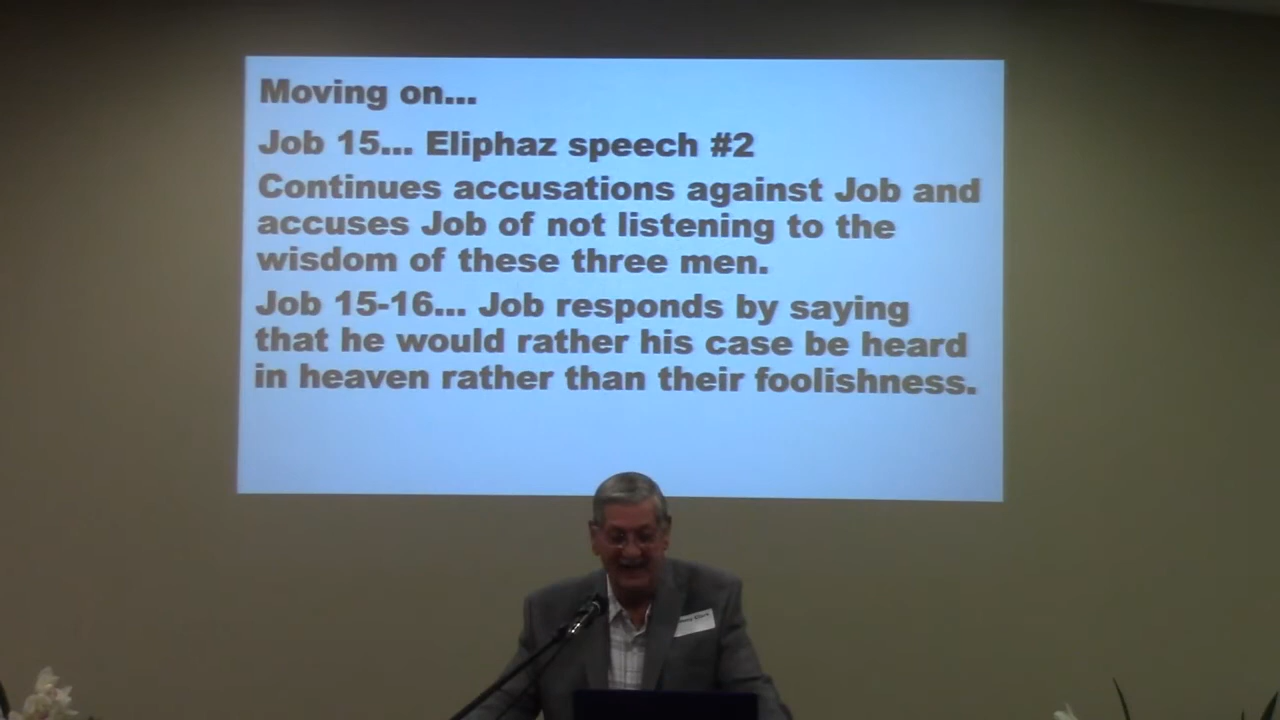 Moving on...
Job 15... Eliphaz speech #2
Continues accusations against Job and
accuses Job of not listening to the
wisdom of these three men.
Job 15-16... Job responds by saying
that he would rather his case be heard
in heaven rather than their foolishness.